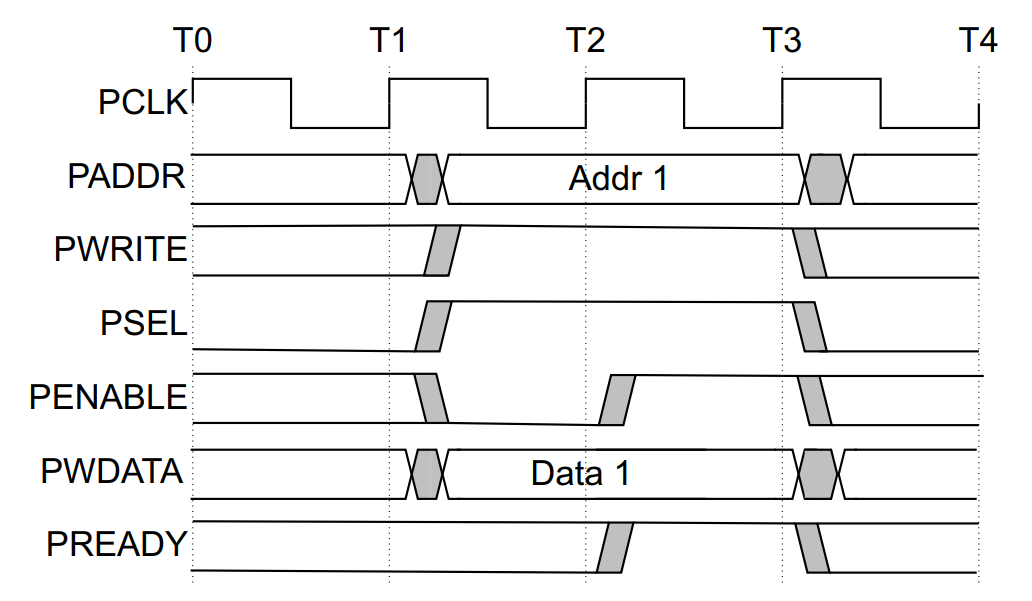 T0 T1 T2 T3 T4
PCLK
PADDR Addr 1
PWRITE
PSEL
PENABLE
PWDATA Data 1
PREADY